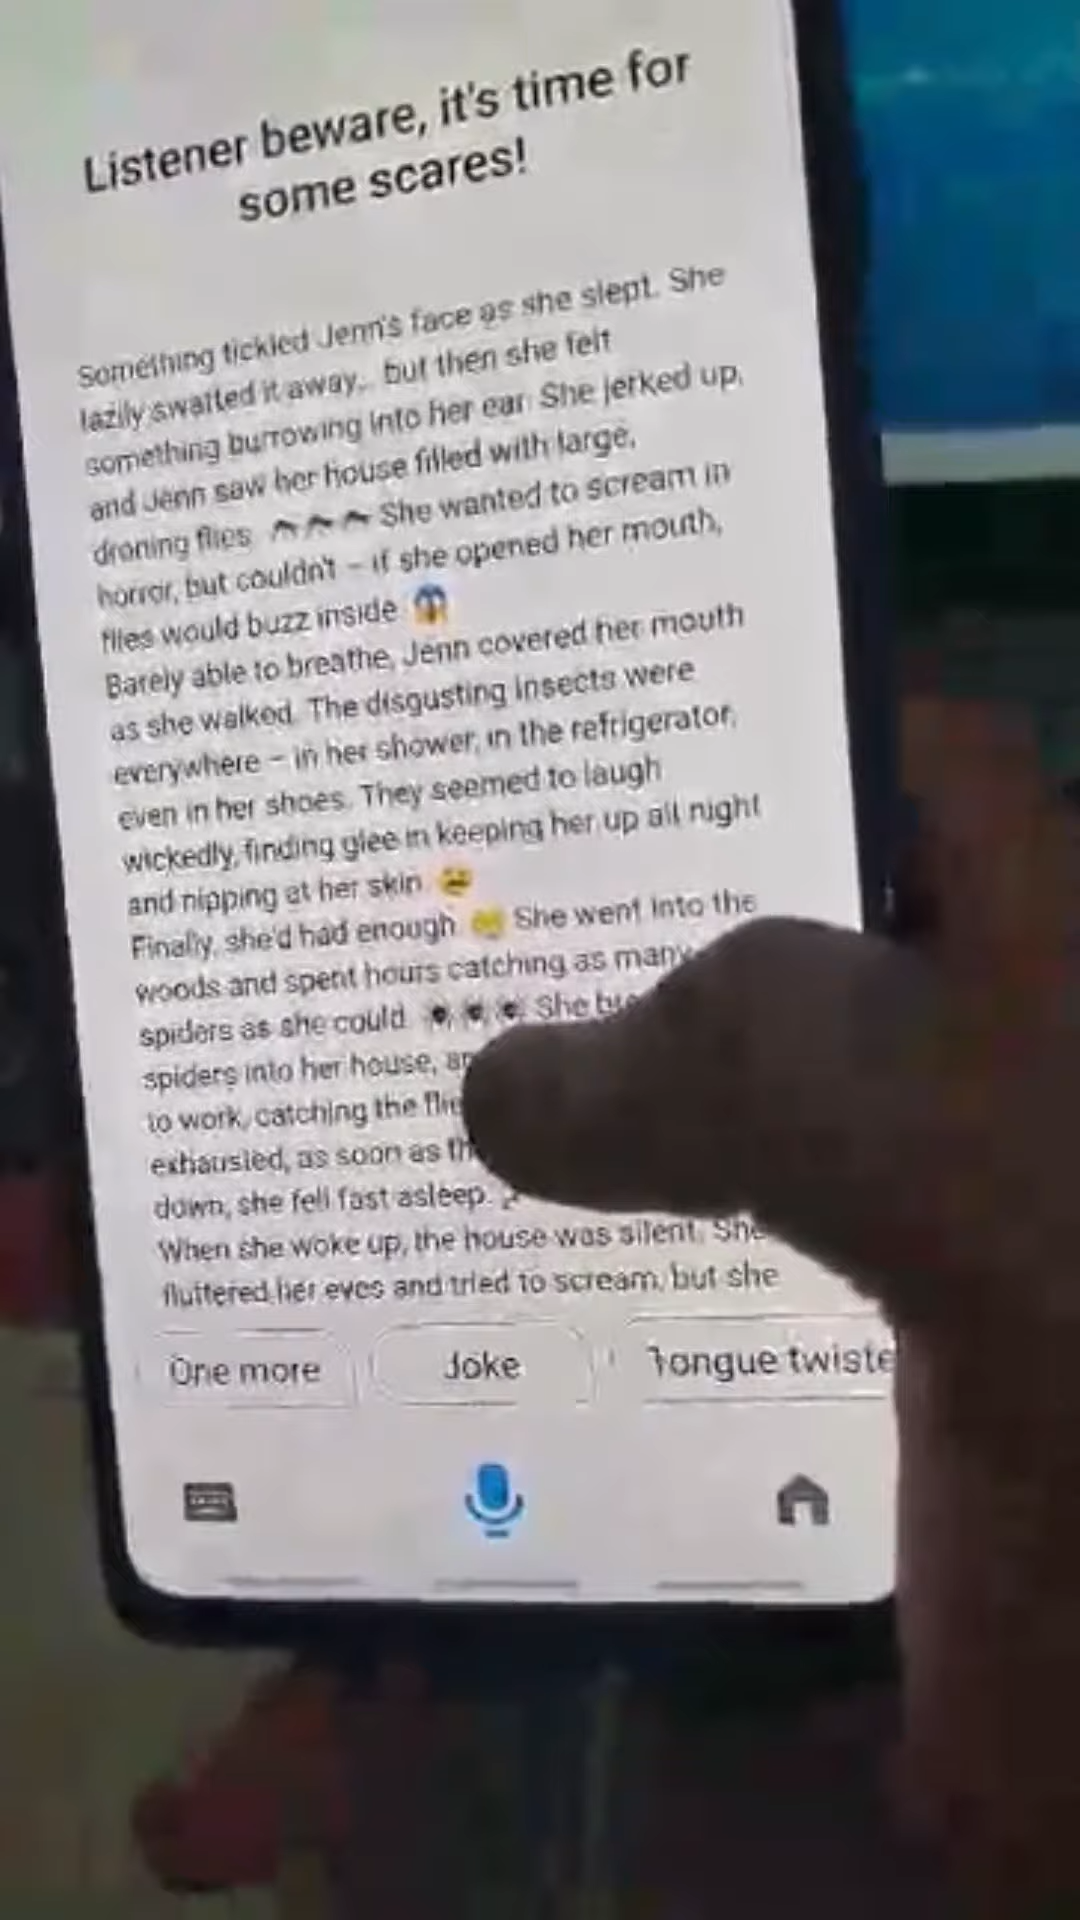 Listener beware, it's time for
some scares!
Something tickled Jenn's face as she slept. She
lazily swatted it away... but then she felt
something burrowing into her ear. She jerked up,
and Jenn saw her house filled with large,
droning flies. She wanted to scream in
horror, but couldn't – if she opened her mouth,
flies would buzz inside 😱
Barely able to breathe, Jenn covered her mouth
as she walked. The disgusting insects were
everywhere – in her shower, in the refrigerator,
even in her shoes. They seemed to laugh
wickedly, finding glee in keeping her up all night
and nipping at her skin.
Finally, she'd had enough. She went into the
woods and spent hours catching as many
spiders as she could. She
spiders into her house,
to work, catching the
exhausted, as soon as
down, she fell fast asleep.
When she woke up, the house was silent. She
fluttered her eyes and tried to scream, but she
One more
Joke
Tongue twiste